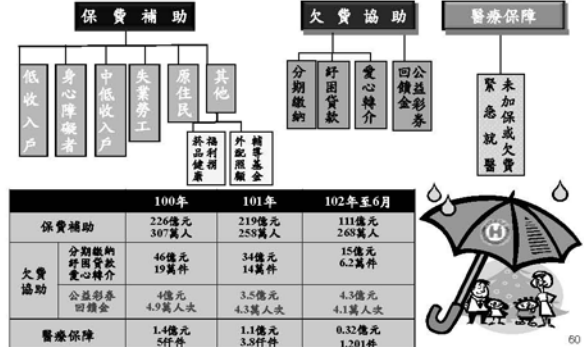 保費補助
欠費協助
醫療保障
低收入戶
身心障礙者
中低收入戶
失業勞工
原住民
其他
分期繳納
紓困貸款
愛心轉介
公益彩券
回饋金
未加保或欠費
緊急就醫
菸品健康
福利捐
外配照顧
輔導基金
100年 101年 102年至6月
保費補助 226億元 219億元 111億元
307萬人 258萬人 268萬人
欠費協助 分期繳納 紓困貸款 愛心轉介 46億元 34億元 15億元
19萬件 14萬件 6.2萬件
公益彩券 回饋金 4億元 3.5億元 4.3億元
4.9萬人次 4.3萬人次 4.1萬人次
醫療保障 1.4億元 1.1億元 0.32億元
5仟件 3.8仟件 1,201件
60